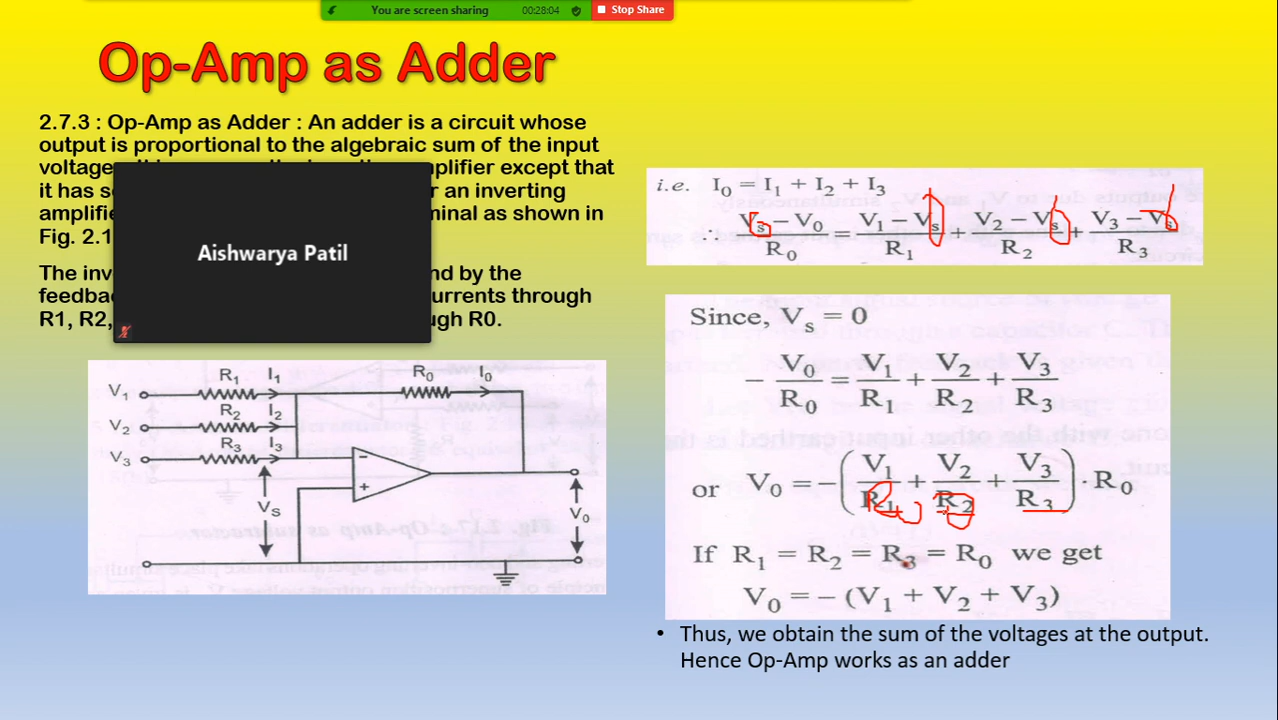 You are screen sharing 00:28:04 Stop Share
Op-Amp as Adder
2.7.3 : Op-Amp as Adder : An adder is a circuit whose
output is proportional to the algebraic sum of the input
voltage amplifier except that
it has an inverting
amplifie minal as shown in
Fig. 2.1
The inv nd by the
feedba urrents through
R1, R2, ugh R0.
Aishwarya Patil
V₁ R₁ I₁ R₀ I₀
V₂ R₂ I₂
V₃ R₃ I₃
+
Vs V₀
i.e. I₀ = I₁ + I₂ + I₃
∴ (Vs − V₀)/R₀ = (V₁ − Vs)/R₁ + (V₂ − Vs)/R₂ + (V₃ − Vs)/R₃
Since, Vs = 0
− V₀/R₀ = V₁/R₁ + V₂/R₂ + V₃/R₃
or V₀ = −(V₁/R₁ + V₂/R₂ + V₃/R₃) · R₀
If R₁ = R₂ = R₃ = R₀ we get
V₀ = − (V₁ + V₂ + V₃)
• Thus, we obtain the sum of the voltages at the output.
Hence Op-Amp works as an adder